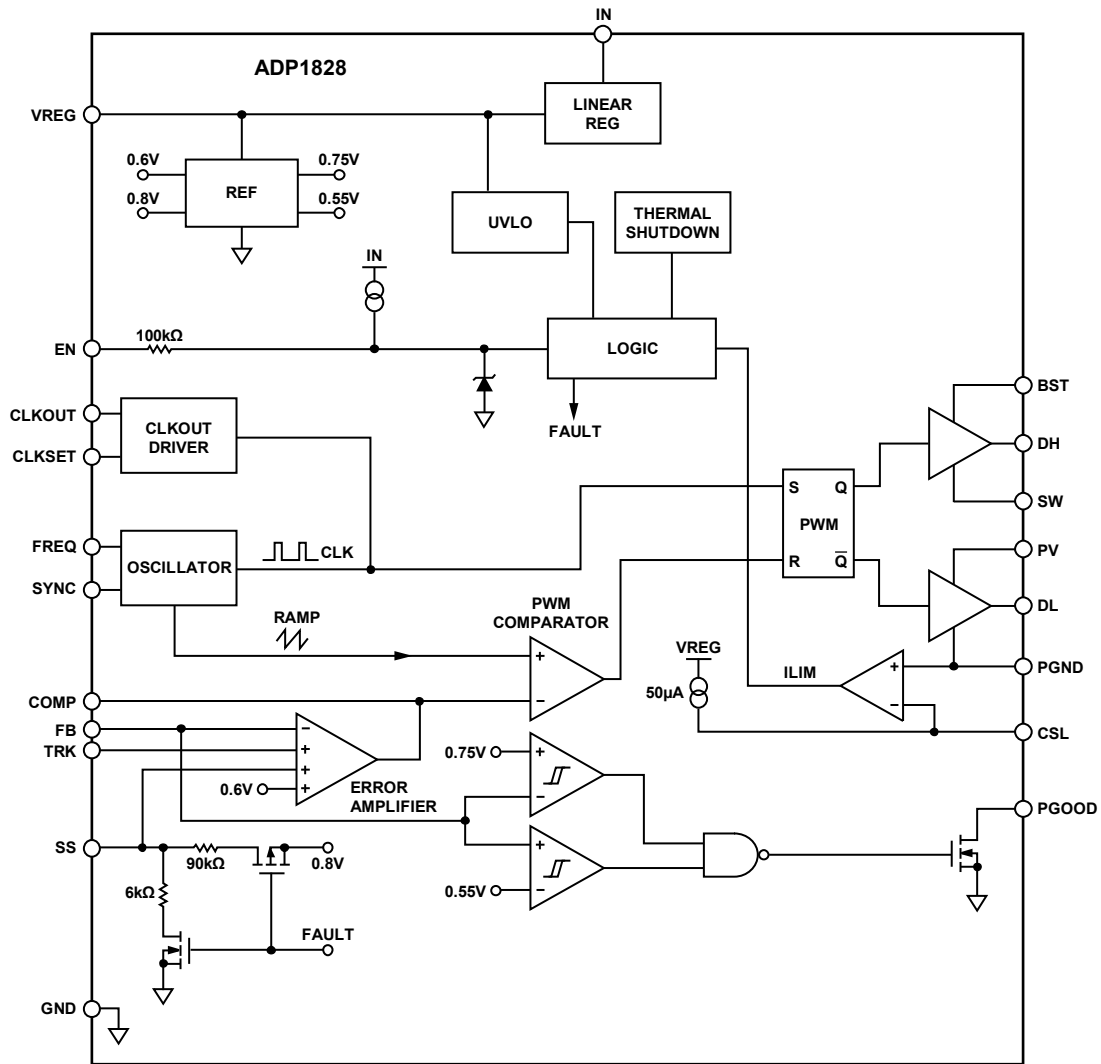 IN
ADP1828
VREG
LINEAR
REG
0.6V
0.75V
REF
0.8V
0.55V
UVLO
THERMAL
SHUTDOWN
IN
100kΩ
EN
LOGIC
FAULT
BST
CLKOUT
CLKOUT
DRIVER
CLKSET
DH
S
Q
PWM
R
Q̅
SW
FREQ
OSCILLATOR
CLK
SYNC
PV
DL
RAMP
PWM
COMPARATOR
+
−
VREG
50µA
ILIM
+
−
PGND
COMP
FB
TRK
CSL
−
+
+
+
0.6V
ERROR
AMPLIFIER
0.75V
+
−
PGOOD
SS
90kΩ
0.8V
+
−
0.55V
6kΩ
FAULT
GND